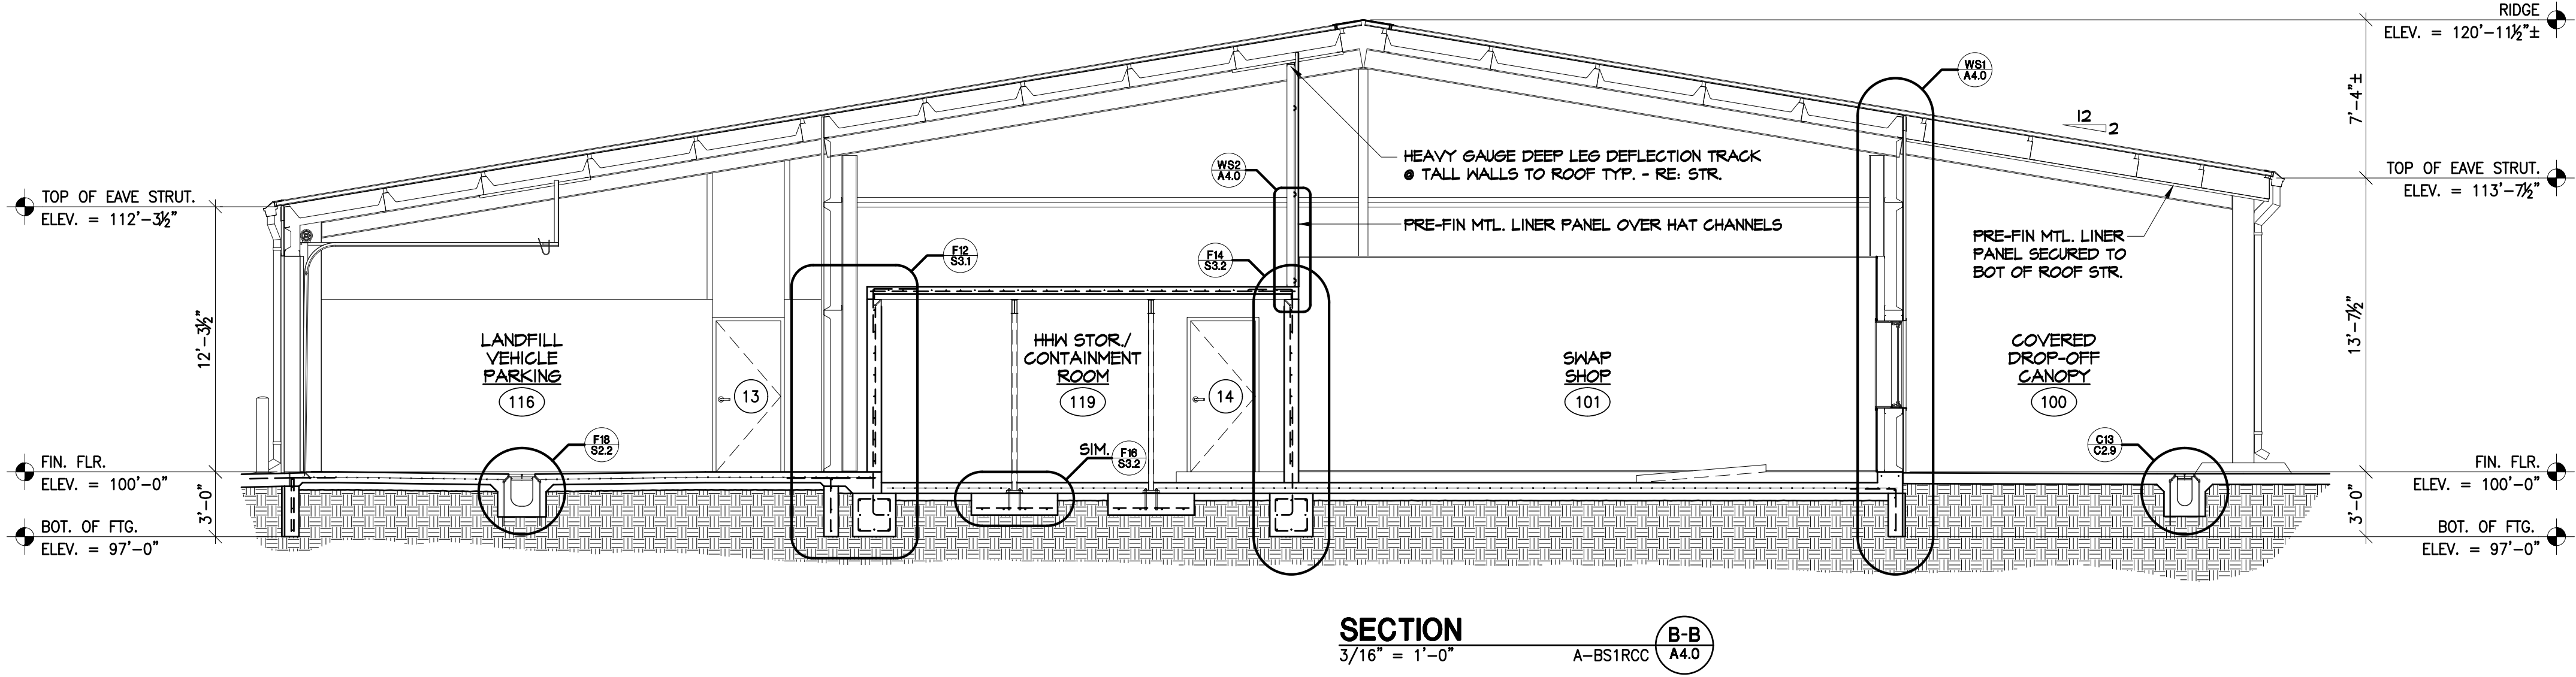 RIDGE
ELEV. = 120'-11½"±
7'-4"±
12
2
WS1
A4.0
HEAVY GAUGE DEEP LEG DEFLECTION TRACK
@ TALL WALLS TO ROOF TYP. - RE: STR.
WS2
A4.0
TOP OF EAVE STRUT.
ELEV. = 112'-3½"
TOP OF EAVE STRUT.
ELEV. = 113'-7½"
PRE-FIN MTL. LINER PANEL OVER HAT CHANNELS
PRE-FIN MTL. LINER
PANEL SECURED TO
BOT OF ROOF STR.
F12
S3.1
F14
S3.2
12'-3½"
LANDFILL
VEHICLE
PARKING
116
13
HHW STOR./
CONTAINMENT
ROOM
119
14
SWAP
SHOP
101
COVERED
DROP-OFF
CANOPY
100
13'-7½"
F18
S2.2
SIM.
F16
S3.2
C13
C2.9
FIN. FLR.
ELEV. = 100'-0"
3'-0"
BOT. OF FTG.
ELEV. = 97'-0"
FIN. FLR.
ELEV. = 100'-0"
3'-0"
BOT. OF FTG.
ELEV. = 97'-0"
SECTION
3/16" = 1'-0"
A-BS1RCC
B-B
A4.0